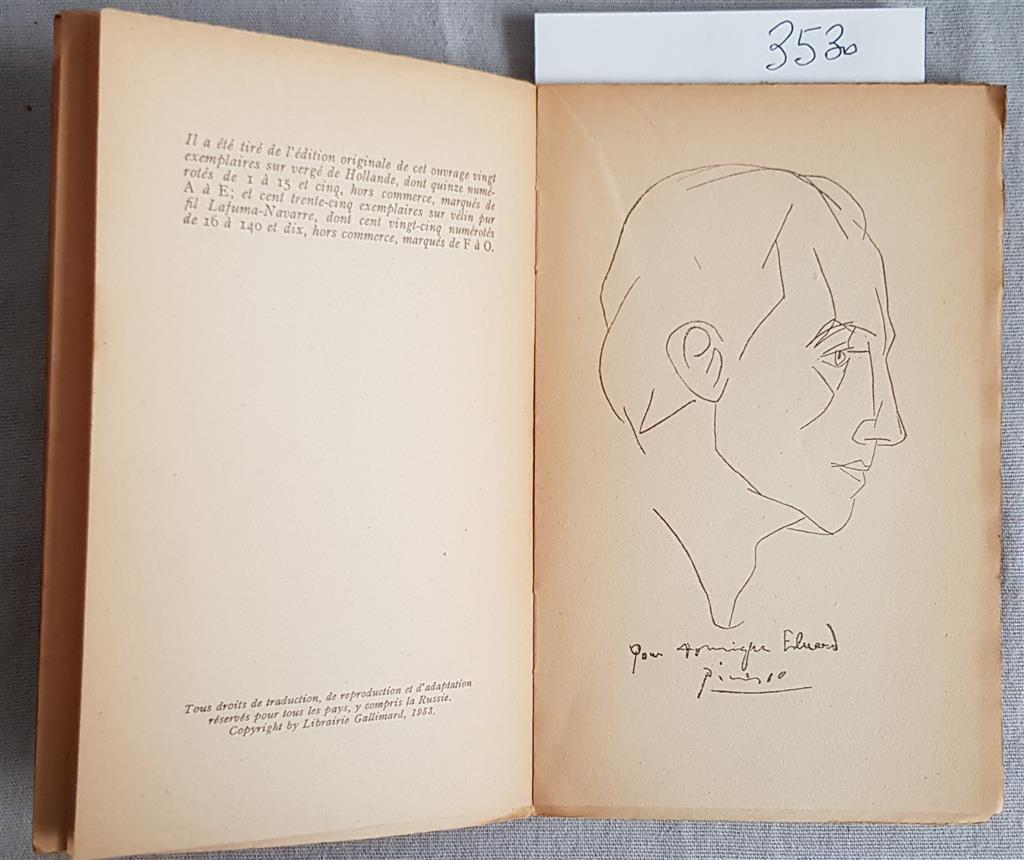 353
Il a été tiré de l'édition originale de cet ouvrage vingt
exemplaires sur vergé de Hollande, dont quinze numé-
rotés de 1 à 15 et cinq, hors commerce, marqués de
A à E; et cent trente-cinq exemplaires sur vélin pur
fil Lafuma-Navarre, dont cent vingt-cinq numérotés
de 16 à 140 et dix, hors commerce, marqués de F à O.
Tous droits de traduction, de reproduction et d'adaptation
réservés pour tous les pays, y compris la Russie.
Copyright by Librairie Gallimard, 1953.
Pour Dominique Eluard
Picasso